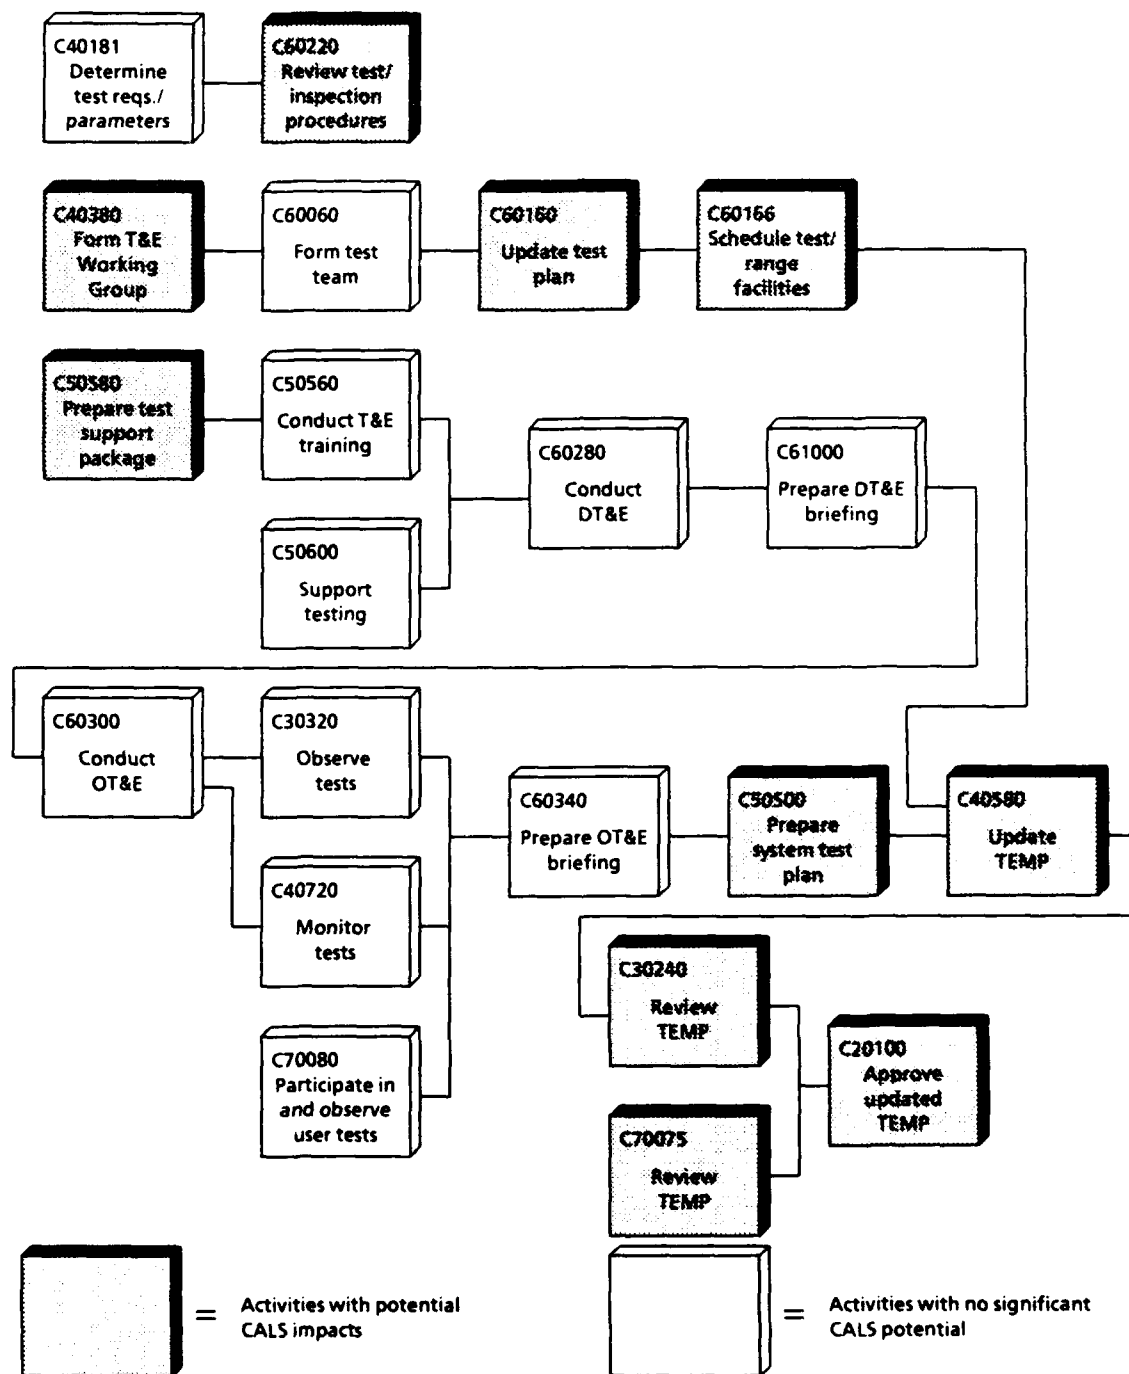 C40181
Determine
test reqs./
parameters
C60220
Review test/
inspection
procedures
C40380
Form T&E
Working
Group
C60060
Form test
team
C60160
Update test
plan
C60166
Schedule test/
range
facilities
C50580
Prepare test
support
package
C50560
Conduct T&E
training
C60280
Conduct
DT&E
C61000
Prepare DT&E
briefing
C50600
Support
testing
C60300
Conduct
OT&E
C30320
Observe
tests
C60340
Prepare OT&E
briefing
C50500
Prepare
system test
plan
C40580
Update
TEMP
C40720
Monitor
tests
C30240
Review
TEMP
C20100
Approve
updated
TEMP
C70080
Participate in
and observe
user tests
C70075
Review
TEMP
= Activities with potential
CALS impacts
= Activities with no significant
CALS potential